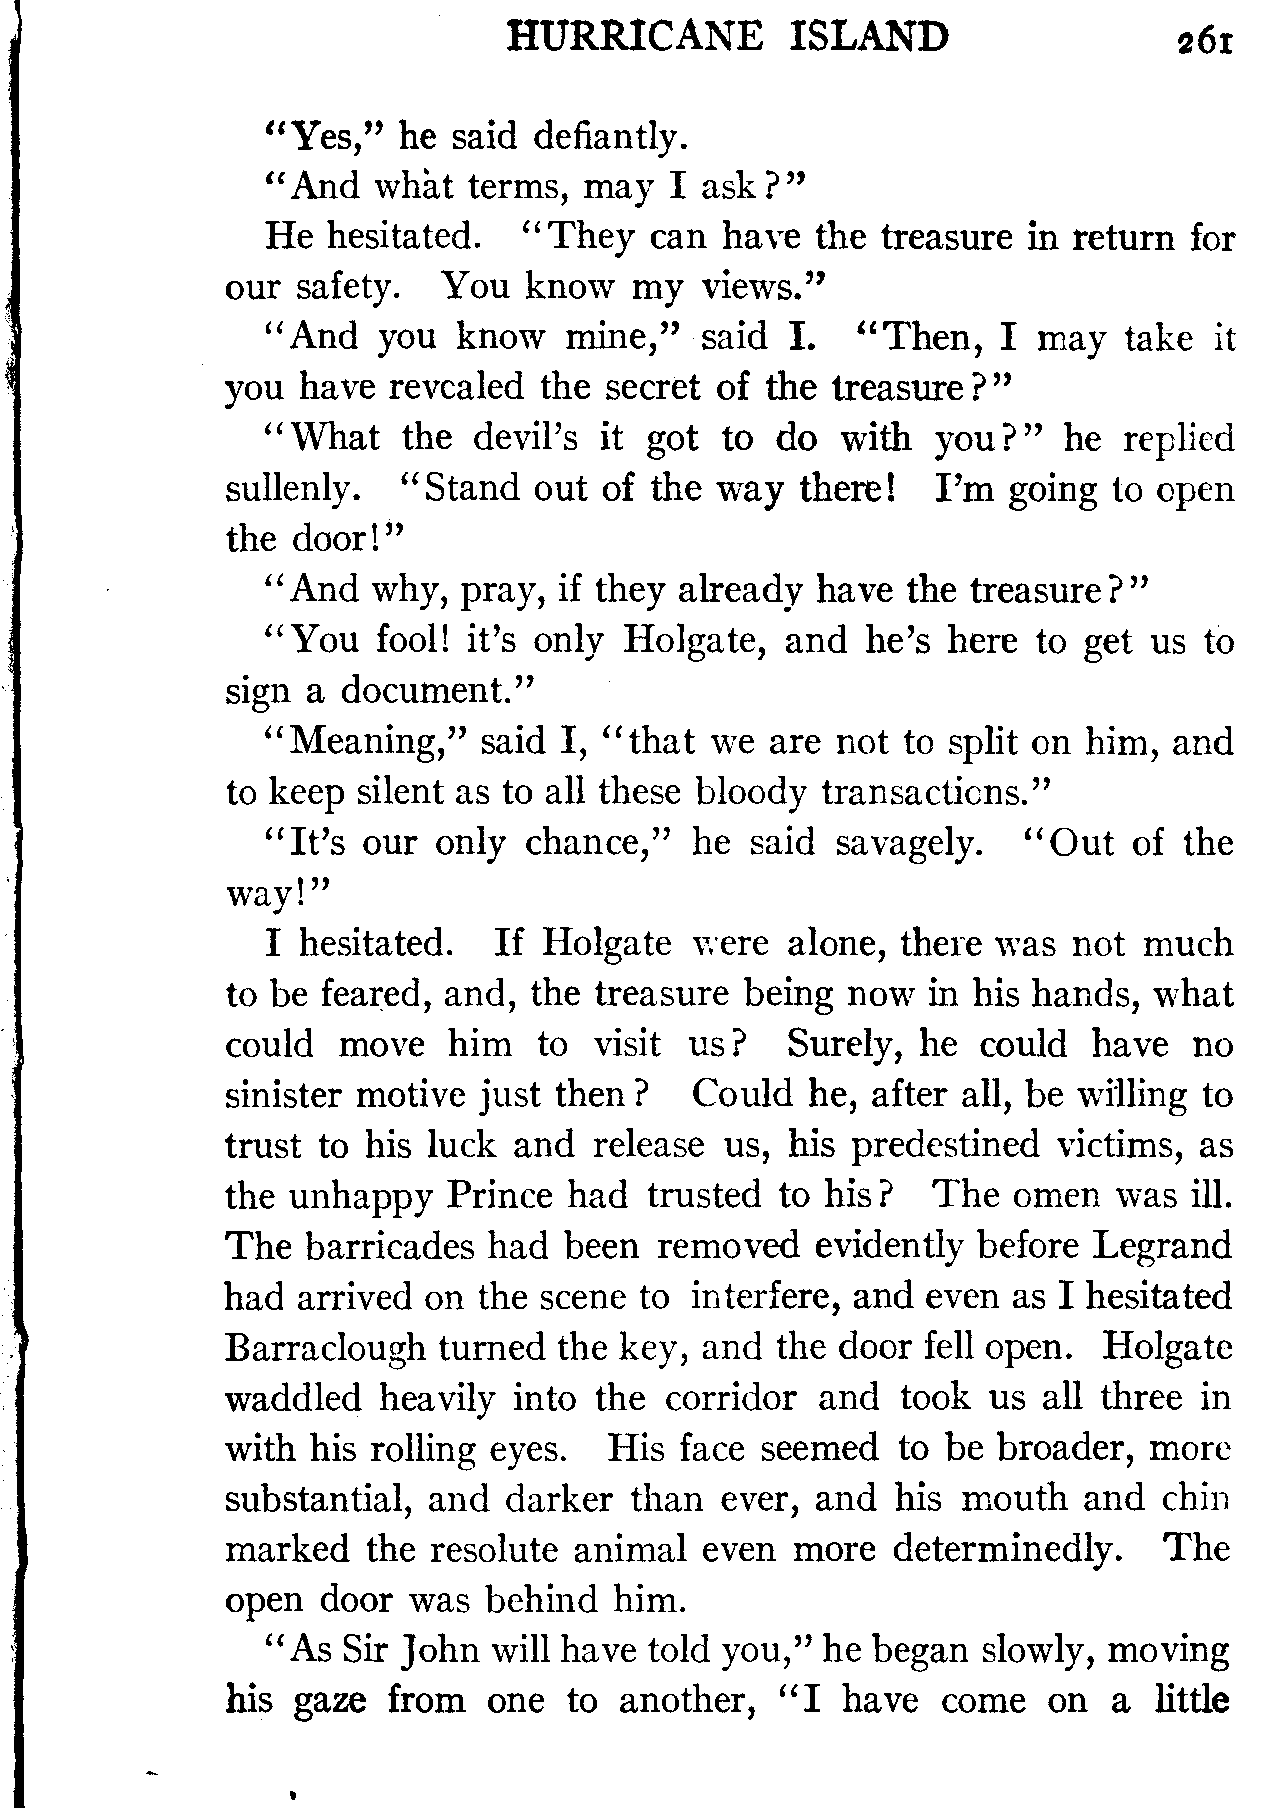 HURRICANE ISLAND 261
"Yes," he said defiantly.
"And what terms, may I ask?"
He hesitated. "They can have the treasure in return for
our safety. You know my views."
"And you know mine," said I. "Then, I may take it
you have revealed the secret of the treasure?"
"What the devil's it got to do with you?" he replied
sullenly. "Stand out of the way there! I'm going to open
the door!"
"And why, pray, if they already have the treasure?"
"You fool! it's only Holgate, and he's here to get us to
sign a document."
"Meaning," said I, "that we are not to split on him, and
to keep silent as to all these bloody transactions."
"It's our only chance," he said savagely. "Out of the
way!"
I hesitated. If Holgate were alone, there was not much
to be feared, and, the treasure being now in his hands, what
could move him to visit us? Surely, he could have no
sinister motive just then? Could he, after all, be willing to
trust to his luck and release us, his predestined victims, as
the unhappy Prince had trusted to his? The omen was ill.
The barricades had been removed evidently before Legrand
had arrived on the scene to interfere, and even as I hesitated
Barraclough turned the key, and the door fell open. Holgate
waddled heavily into the corridor and took us all three in
with his rolling eyes. His face seemed to be broader, more
substantial, and darker than ever, and his mouth and chin
marked the resolute animal even more determinedly. The
open door was behind him.
"As Sir John will have told you," he began slowly, moving
his gaze from one to another, "I have come on a little